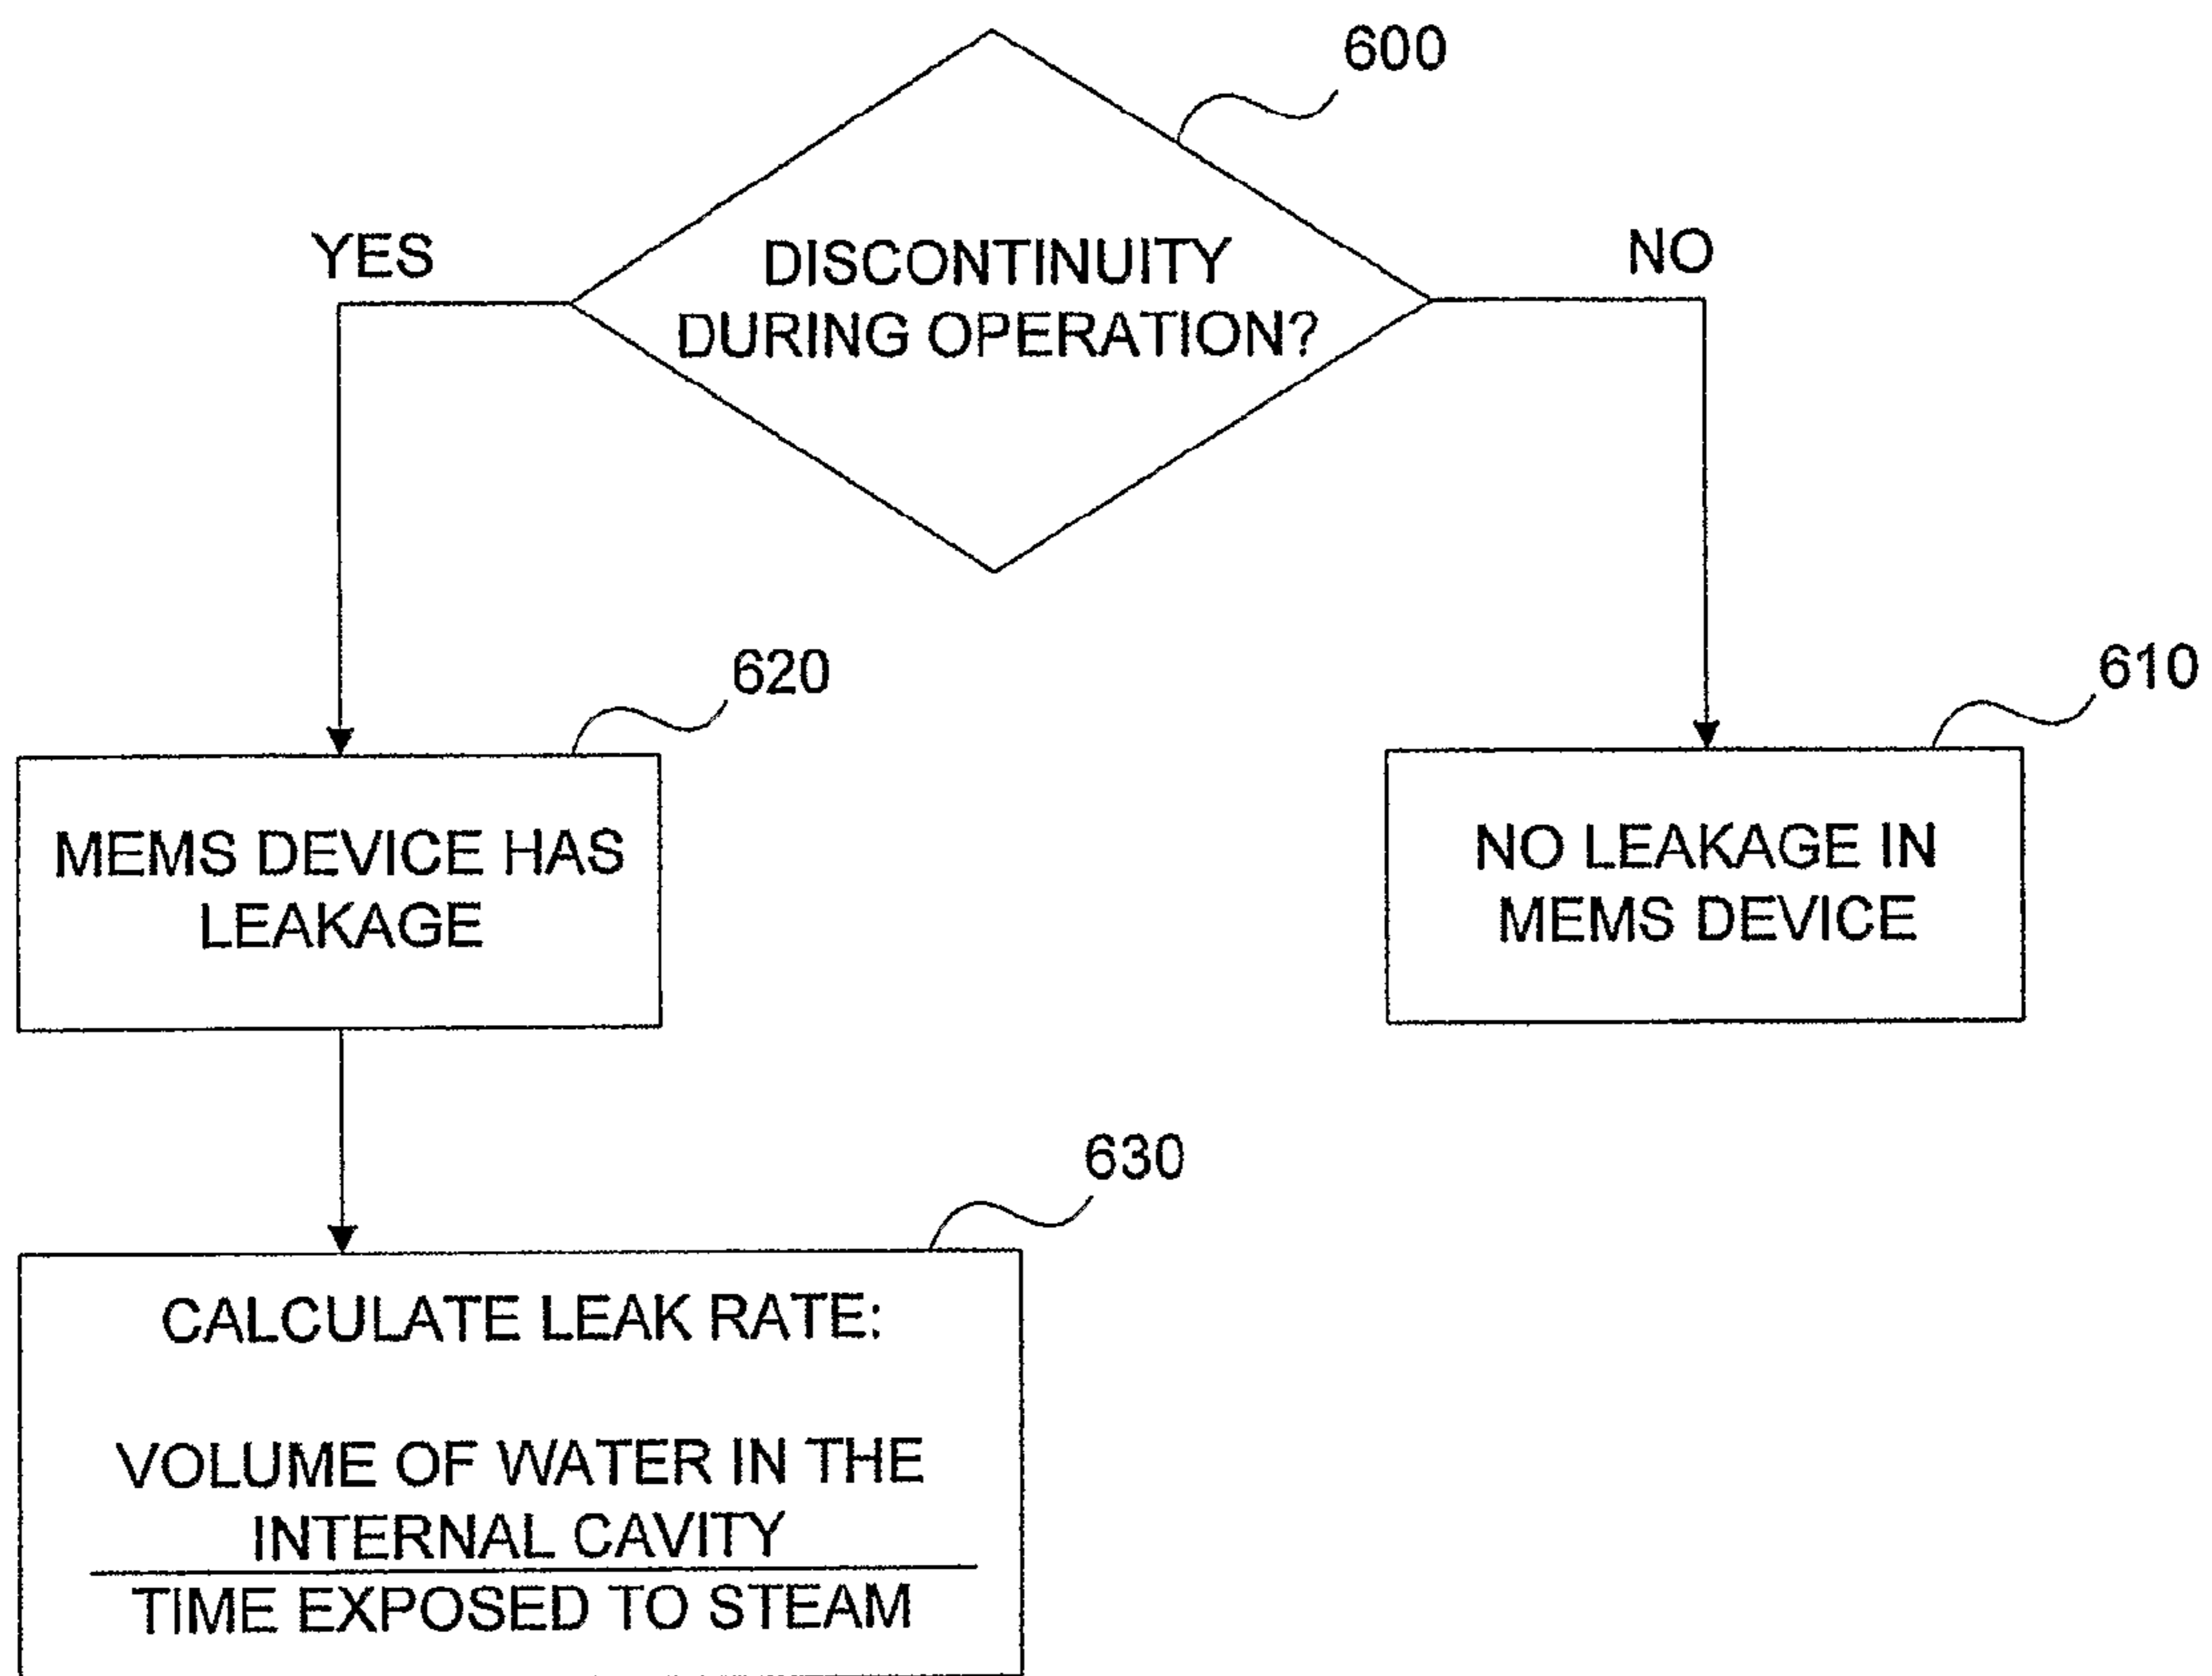 600
YES
DISCONTINUITY
DURING OPERATION?
NO
620
610
MEMS DEVICE HAS
LEAKAGE
NO LEAKAGE IN
MEMS DEVICE
630
CALCULATE LEAK RATE:
VOLUME OF WATER IN THE
INTERNAL CAVITY
TIME EXPOSED TO STEAM